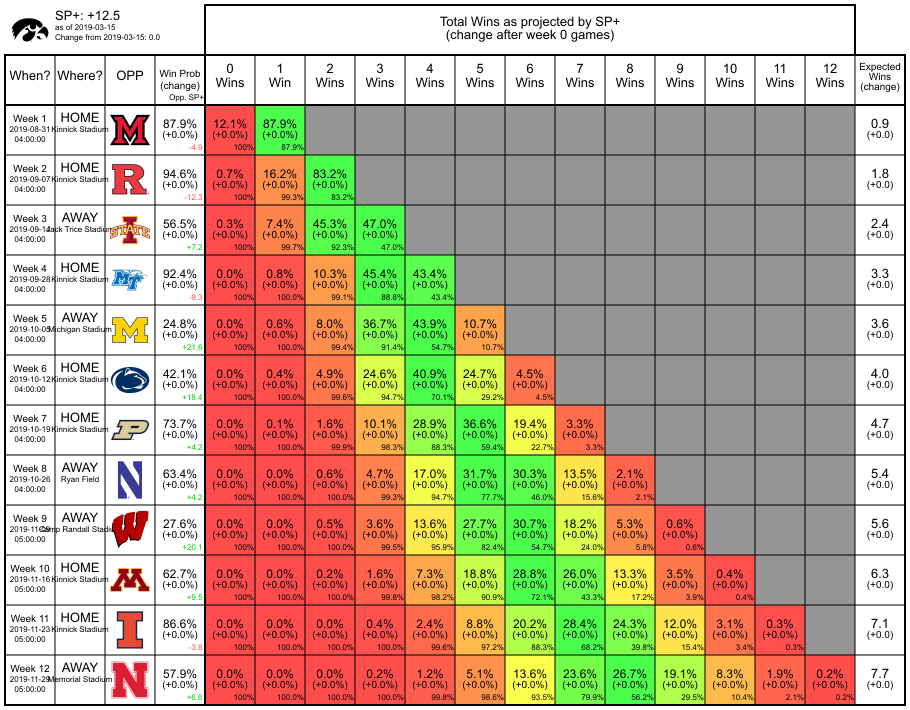 SP+: +12.5
as of 2019-03-15
Change from 2019-03-15: 0.0
Total Wins as projected by SP+
(change after week 0 games)
When? Where? OPP Win Prob (change) Opp. SP+ 0 Wins 1 Win 2 Wins 3 Wins 4 Wins 5 Wins 6 Wins 7 Wins 8 Wins 9 Wins 10 Wins 11 Wins 12 Wins Expected Wins (change)
Week 1 HOME M 87.9% 12.1% 87.9% 0.9
2019-08-31 Kinnick Stadium (+0.0%) (+0.0%) (+0.0%) (+0.0)
04:00:00 -4.9 100% 87.9%
Week 2 HOME R 94.6% 0.7% 16.2% 83.2% 1.8
2019-09-07 Kinnick Stadium (+0.0%) (+0.0%) (+0.0%) (+0.0%) (+0.0)
04:00:00 -12.3 100% 99.3% 83.2%
Week 3 AWAY I STATE 56.5% 0.3% 7.4% 45.3% 47.0% 2.4
2019-09-14 Jack Trice Stadium (+0.0%) (+0.0%) (+0.0%) (+0.0%) (+0.0%) (+0.0)
04:00:00 +7.2 100% 99.7% 92.3% 47.0%
Week 4 HOME MT 92.4% 0.0% 0.8% 10.3% 45.4% 43.4% 3.3
2019-09-28 Kinnick Stadium (+0.0%) (+0.0%) (+0.0%) (+0.0%) (+0.0%) (+0.0%) (+0.0)
04:00:00 -9.3 100% 100.0% 99.1% 88.8% 43.4%
Week 5 AWAY M 24.8% 0.0% 0.6% 8.0% 36.7% 43.9% 10.7% 3.6
2019-10-05 Michigan Stadium (+0.0%) (+0.0%) (+0.0%) (+0.0%) (+0.0%) (+0.0%) (+0.0%) (+0.0)
04:00:00 +21.6 100% 100.0% 99.4% 91.4% 54.7% 10.7%
Week 6 HOME 42.1% 0.0% 0.4% 4.9% 24.6% 40.9% 24.7% 4.5% 4.0
2019-10-12 Kinnick Stadium (+0.0%) (+0.0%) (+0.0%) (+0.0%) (+0.0%) (+0.0%) (+0.0%) (+0.0%) (+0.0)
04:00:00 +18.4 100% 100.0% 99.6% 94.7% 70.1% 29.2% 4.5%
Week 7 HOME P 73.7% 0.0% 0.1% 1.6% 10.1% 28.9% 36.6% 19.4% 3.3% 4.7
2019-10-19 Kinnick Stadium (+0.0%) (+0.0%) (+0.0%) (+0.0%) (+0.0%) (+0.0%) (+0.0%) (+0.0%) (+0.0%) (+0.0)
04:00:00 +4.2 100% 100.0% 99.9% 98.3% 88.3% 59.4% 22.7% 3.3%
Week 8 AWAY N 63.4% 0.0% 0.0% 0.6% 4.7% 17.0% 31.7% 30.3% 13.5% 2.1% 5.4
2019-10-26 Ryan Field (+0.0%) (+0.0%) (+0.0%) (+0.0%) (+0.0%) (+0.0%) (+0.0%) (+0.0%) (+0.0%) (+0.0%) (+0.0)
04:00:00 +4.2 100% 100.0% 100.0% 99.3% 94.7% 77.7% 46.0% 15.6% 2.1%
Week 9 AWAY W 27.6% 0.0% 0.0% 0.5% 3.6% 13.6% 27.7% 30.7% 18.2% 5.3% 0.6% 5.6
2019-11-09 Camp Randall Stadium (+0.0%) (+0.0%) (+0.0%) (+0.0%) (+0.0%) (+0.0%) (+0.0%) (+0.0%) (+0.0%) (+0.0%) (+0.0%) (+0.0)
05:00:00 +20.1 100% 100.0% 100.0% 99.5% 95.9% 82.4% 54.7% 24.0% 5.8% 0.6%
Week 10 HOME M 62.7% 0.0% 0.0% 0.2% 1.6% 7.3% 18.8% 28.8% 26.0% 13.3% 3.5% 0.4% 6.3
2019-11-16 Kinnick Stadium (+0.0%) (+0.0%) (+0.0%) (+0.0%) (+0.0%) (+0.0%) (+0.0%) (+0.0%) (+0.0%) (+0.0%) (+0.0%) (+0.0%) (+0.0)
05:00:00 +9.5 100% 100.0% 100.0% 99.8% 98.2% 90.9% 72.1% 43.3% 17.2% 3.9% 0.4%
Week 11 HOME I 86.6% 0.0% 0.0% 0.0% 0.4% 2.4% 8.8% 20.2% 28.4% 24.3% 12.0% 3.1% 0.3% 7.1
2019-11-23 Kinnick Stadium (+0.0%) (+0.0%) (+0.0%) (+0.0%) (+0.0%) (+0.0%) (+0.0%) (+0.0%) (+0.0%) (+0.0%) (+0.0%) (+0.0%) (+0.0%) (+0.0)
05:00:00 -3.8 100% 100.0% 100.0% 100.0% 99.6% 97.2% 88.3% 68.2% 39.8% 15.4% 3.4% 0.3%
Week 12 AWAY N 57.9% 0.0% 0.0% 0.0% 0.2% 1.2% 5.1% 13.6% 23.6% 26.7% 19.1% 8.3% 1.9% 0.2% 7.7
2019-11-29 Memorial Stadium (+0.0%) (+0.0%) (+0.0%) (+0.0%) (+0.0%) (+0.0%) (+0.0%) (+0.0%) (+0.0%) (+0.0%) (+0.0%) (+0.0%) (+0.0%) (+0.0%) (+0.0)
05:00:00 +6.6 100% 100.0% 100.0% 100.0% 99.8% 98.6% 93.5% 79.9% 56.2% 29.5% 10.4% 2.1% 0.2%